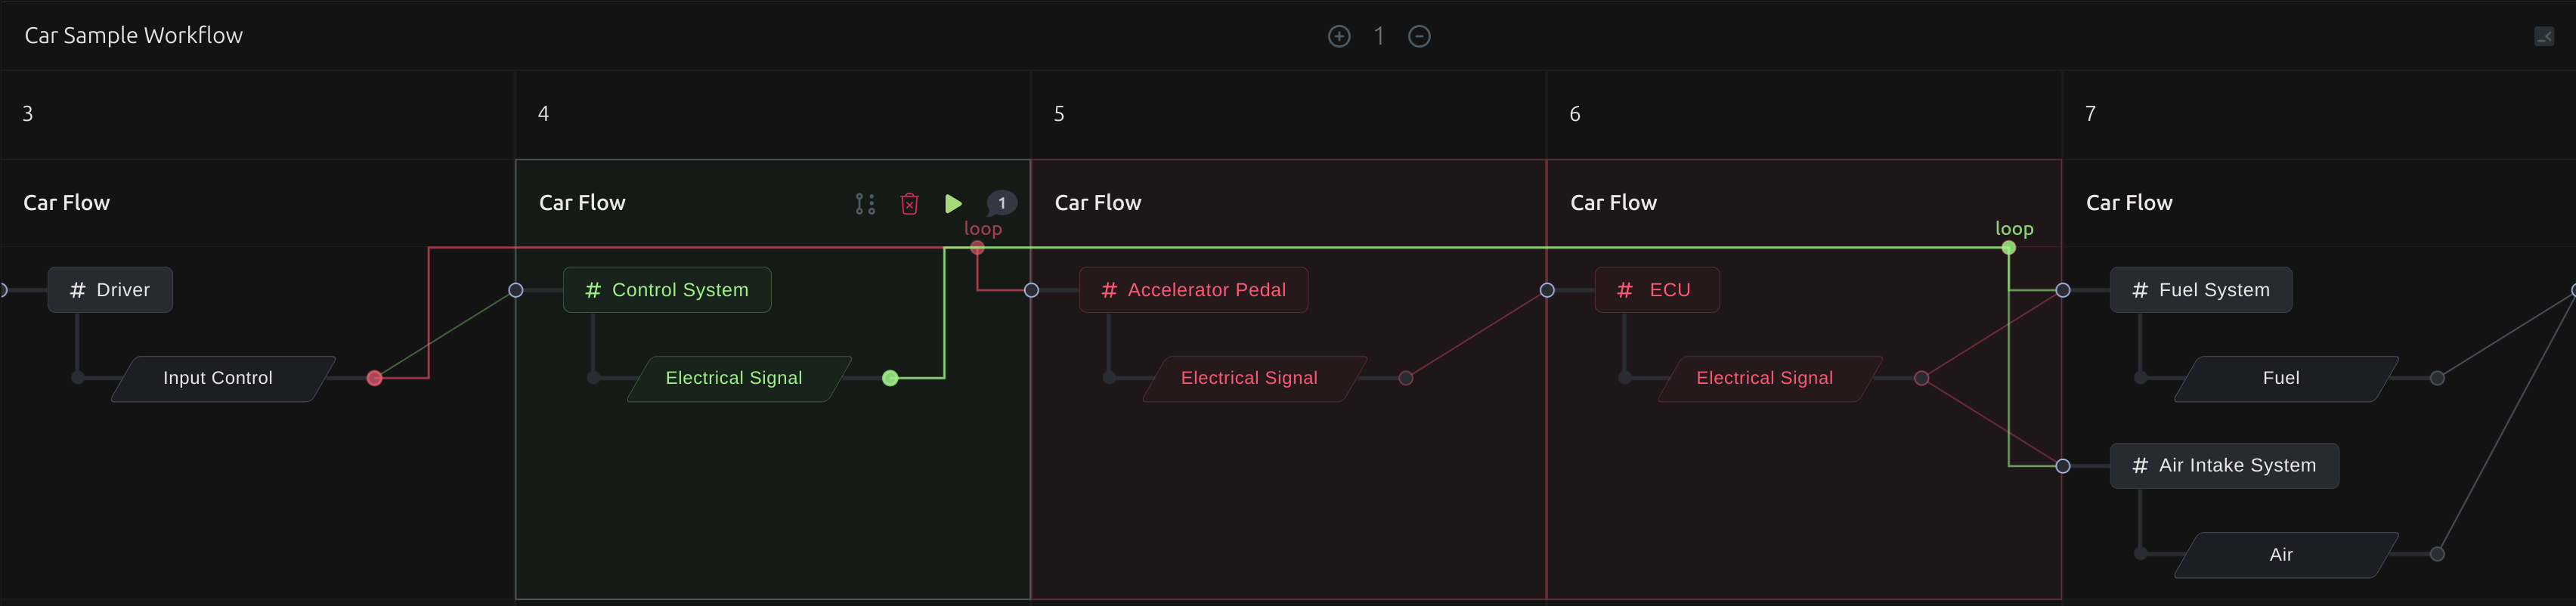 Car Sample Workflow
1
3
4
5
6
7
Car Flow
Car Flow
1
Car Flow
Car Flow
Car Flow
loop
loop
# Driver
# Control System
# Accelerator Pedal
# ECU
# Fuel System
Input Control
Electrical Signal
Electrical Signal
Electrical Signal
Fuel
# Air Intake System
Air